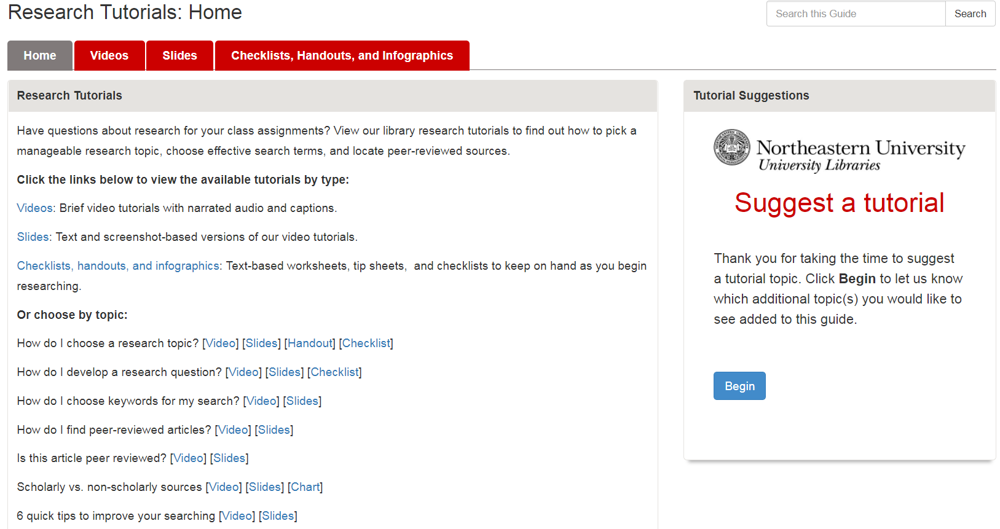 Research Tutorials: Home
Search this Guide
Search
Home
Videos
Slides
Checklists, Handouts, and Infographics
Research Tutorials
Have questions about research for your class assignments? View our library research tutorials to find out how to pick a
manageable research topic, choose effective search terms, and locate peer-reviewed sources.
Click the links below to view the available tutorials by type:
Videos: Brief video tutorials with narrated audio and captions.
Slides: Text and screenshot-based versions of our video tutorials.
Checklists, handouts, and infographics: Text-based worksheets, tip sheets,  and checklists to keep on hand as you begin
researching.
Or choose by topic:
How do I choose a research topic? [Video] [Slides] [Handout] [Checklist]
How do I develop a research question? [Video] [Slides] [Checklist]
How do I choose keywords for my search? [Video] [Slides]
How do I find peer-reviewed articles? [Video] [Slides]
Is this article peer reviewed? [Video] [Slides]
Scholarly vs. non-scholarly sources [Video] [Slides] [Chart]
6 quick tips to improve your searching [Video] [Slides]
Tutorial Suggestions
Northeastern University
University Libraries
Suggest a tutorial
Thank you for taking the time to suggest
a tutorial topic. Click Begin to let us know
which additional topic(s) you would like to
see added to this guide.
Begin